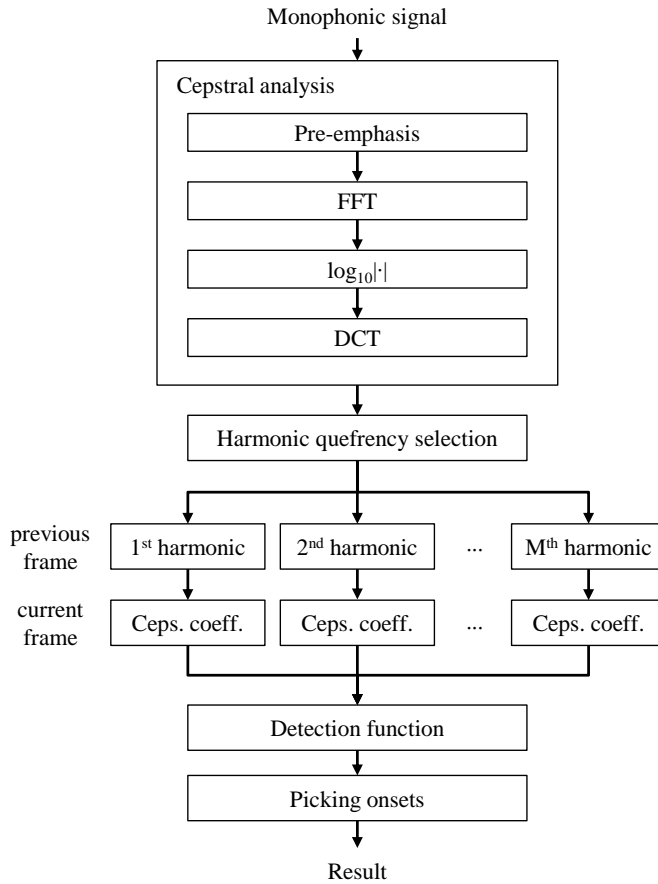 Monophonic signal
Cepstral analysis
Pre-emphasis
FFT
log₁₀|·|
DCT
Harmonic quefrency selection
previous
frame
1ˢᵗ harmonic
2ⁿᵈ harmonic
...
Mᵗʰ harmonic
current
frame
Ceps. coeff.
Ceps. coeff.
...
Ceps. coeff.
Detection function
Picking onsets
Result